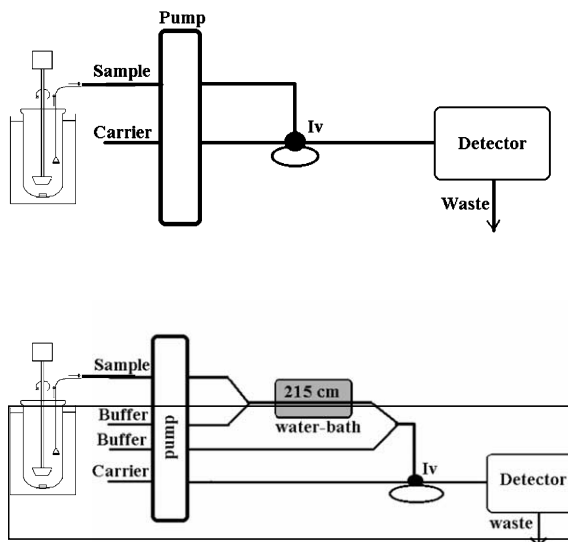 Pump
Sample
Carrier
Iv
Detector
Waste
Sample
215 cm
Buffer
water-bath
Buffer
pump
Carrier
Iv
Detector
waste